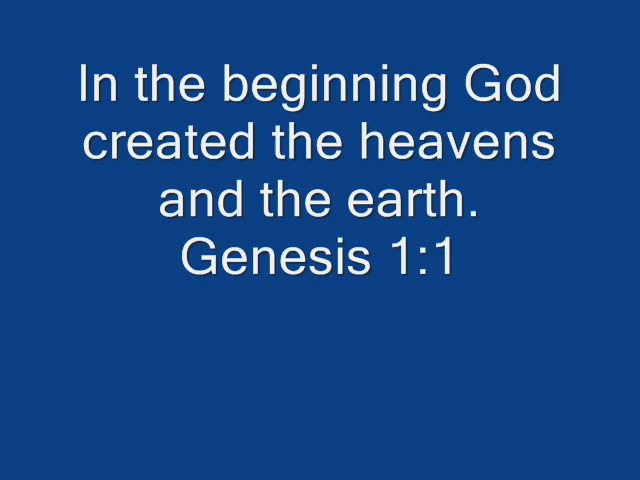 In the beginning God
created the heavens
and the earth.
Genesis 1:1